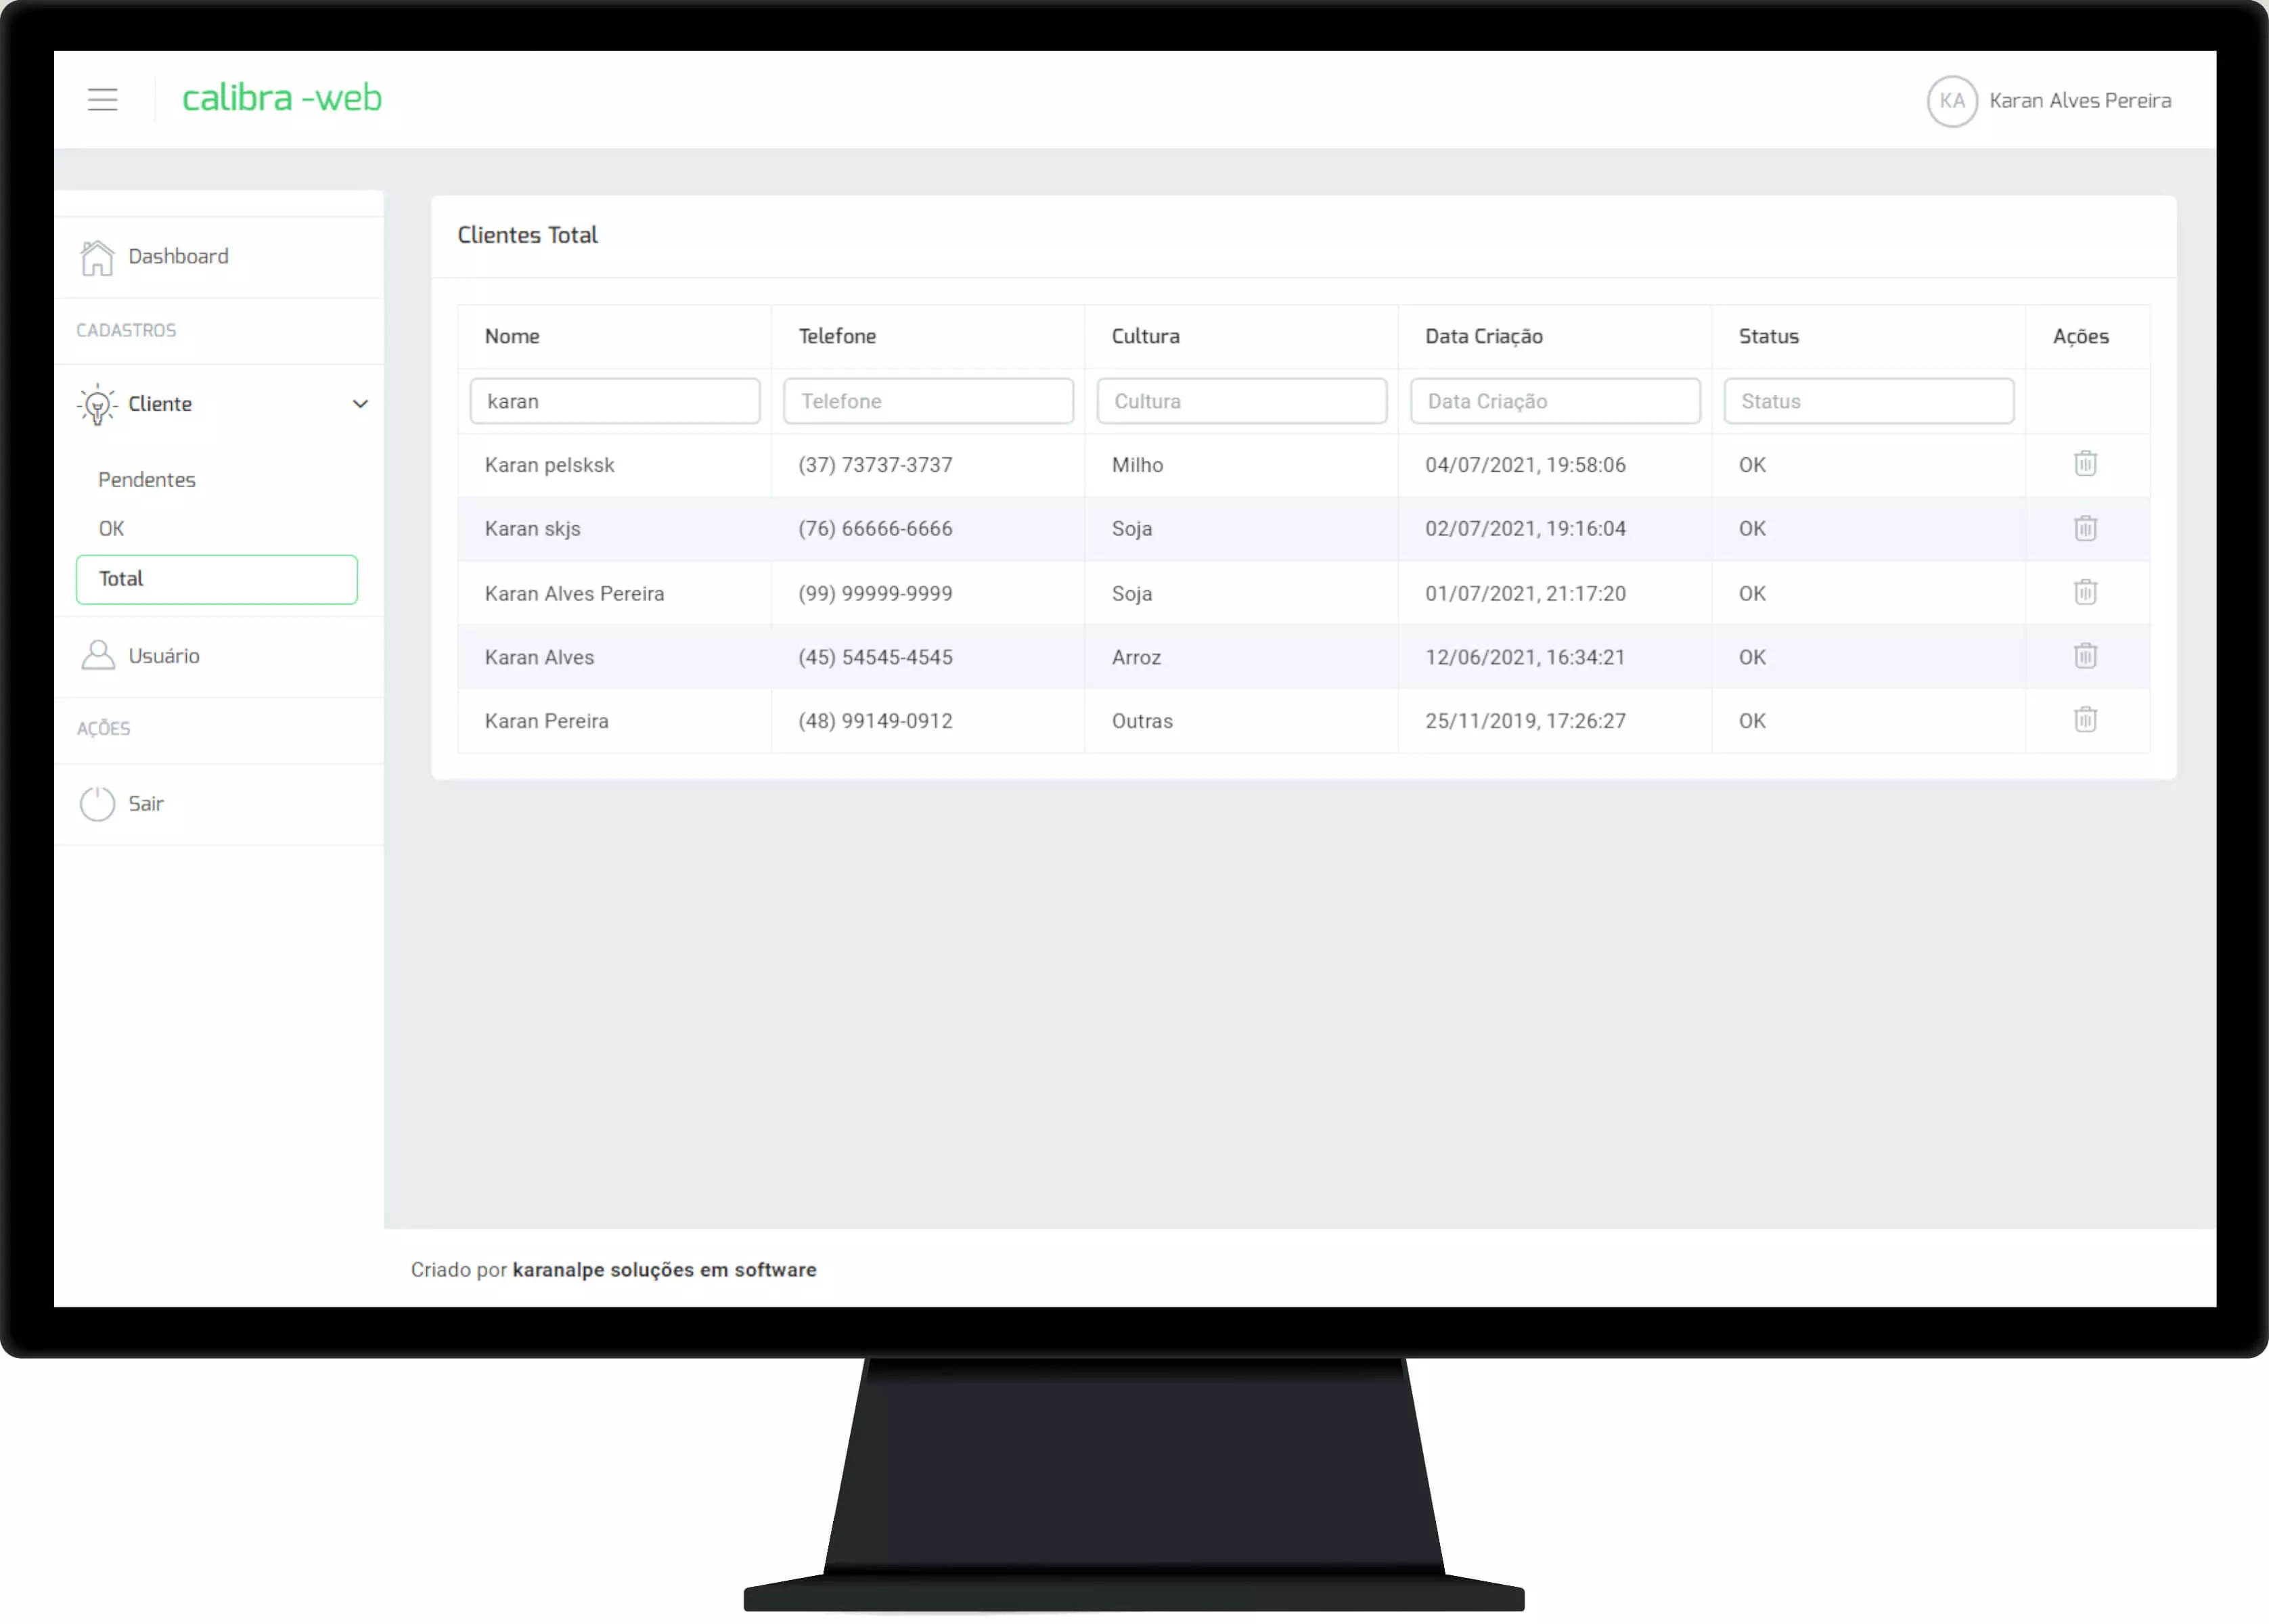 calibra -web
KA Karan Alves Pereira
Dashboard
CADASTROS
Cliente
Pendentes
OK
Total
Usuário
AÇÕES
Sair
Clientes Total
Nome Telefone Cultura Data Criação Status Ações
karan Telefone Cultura Data Criação Status
Karan pelsksk (37) 73737-3737 Milho 04/07/2021, 19:58:06 OK
Karan skjs (76) 66666-6666 Soja 02/07/2021, 19:16:04 OK
Karan Alves Pereira (99) 99999-9999 Soja 01/07/2021, 21:17:20 OK
Karan Alves (45) 54545-4545 Arroz 12/06/2021, 16:34:21 OK
Karan Pereira (48) 99149-0912 Outras 25/11/2019, 17:26:27 OK
Criado por karanalpe soluções em software